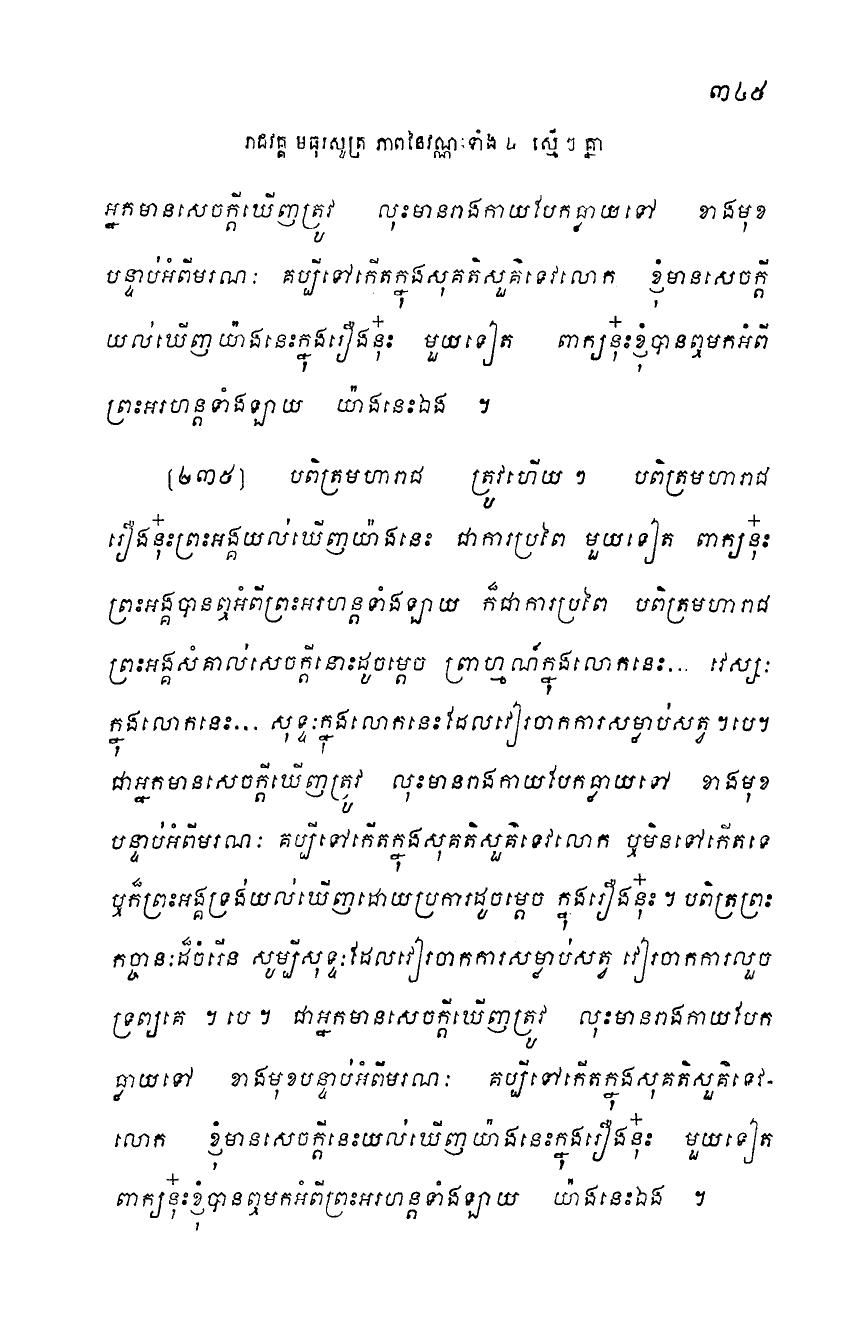 ៣៤៥
រាជវគ្គ មធុរសូត្រ ភាពនៃវណ្ណៈទាំង ៤ ស្មើៗគ្នា
អ្នកមានសេចក្តីឃើញត្រូវ លុះមានរាងកាយបែកធ្លាយទៅ ខាងមុខ
បន្ទាប់អំពីមរណៈ គប្បីទៅកើតក្នុងសុគតិសួគ៌ទេវលោក ខ្ញុំមានសេចក្តី
យល់ឃើញយ៉ាងនេះក្នុងរឿងនុ៎ះ មួយទៀត ពាក្យនុ៎ះខ្ញុំបានឮមកអំពី
ព្រះអរហន្តទាំងឡាយ យ៉ាងនេះឯង ។
[២៣៥] បពិត្រមហារាជ ត្រូវហើយៗ បពិត្រមហារាជ
រឿងនុ៎ះព្រះអង្គយល់ឃើញយ៉ាងនេះ ជាការប្រពៃ មួយទៀត ពាក្យនុ៎ះ
ព្រះអង្គបានឮអំពីព្រះអរហន្តទាំងឡាយ ក៏ជាការប្រពៃ បពិត្រមហារាជ
ព្រះអង្គសំគាល់សេចក្តីនោះដូចម្តេច ព្រាហ្មណ៍ក្នុងលោកនេះ... វេស្សៈ
ក្នុងលោកនេះ... សុទ្ទៈក្នុងលោកនេះដែលវៀរចាកការសម្លាប់សត្វ ។បេ។
ជាអ្នកមានសេចក្តីឃើញត្រូវ លុះមានរាងកាយបែកធ្លាយទៅ ខាងមុខ
បន្ទាប់អំពីមរណៈ គប្បីទៅកើតក្នុងសុគតិសួគ៌ទេវលោក ឬមិនទៅកើតទេ
ឬក៏ព្រះអង្គទ្រង់យល់ឃើញដោយប្រការដូចម្តេច ក្នុងរឿងនុ៎ះ ។ បពិត្រព្រះ
កច្ចានៈដ៏ចំរើន សូម្បីសុទ្ទៈដែលវៀរចាកការសម្លាប់សត្វ វៀរចាកការលួច
ទ្រព្យគេ ។ បេ ។ ជាអ្នកមានសេចក្តីឃើញត្រូវ លុះមានរាងកាយបែក
ធ្លាយទៅ ខាងមុខបន្ទាប់អំពីមរណៈ គប្បីទៅកើតក្នុងសុគតិសួគ៌ទេវ-
លោក ខ្ញុំមានសេចក្តីនេះយល់ឃើញយ៉ាងនេះក្នុងរឿងនុ៎ះ មួយទៀត
ពាក្យនុ៎ះខ្ញុំបានឮមកអំពីព្រះអរហន្តទាំងឡាយ យ៉ាងនេះឯង ។